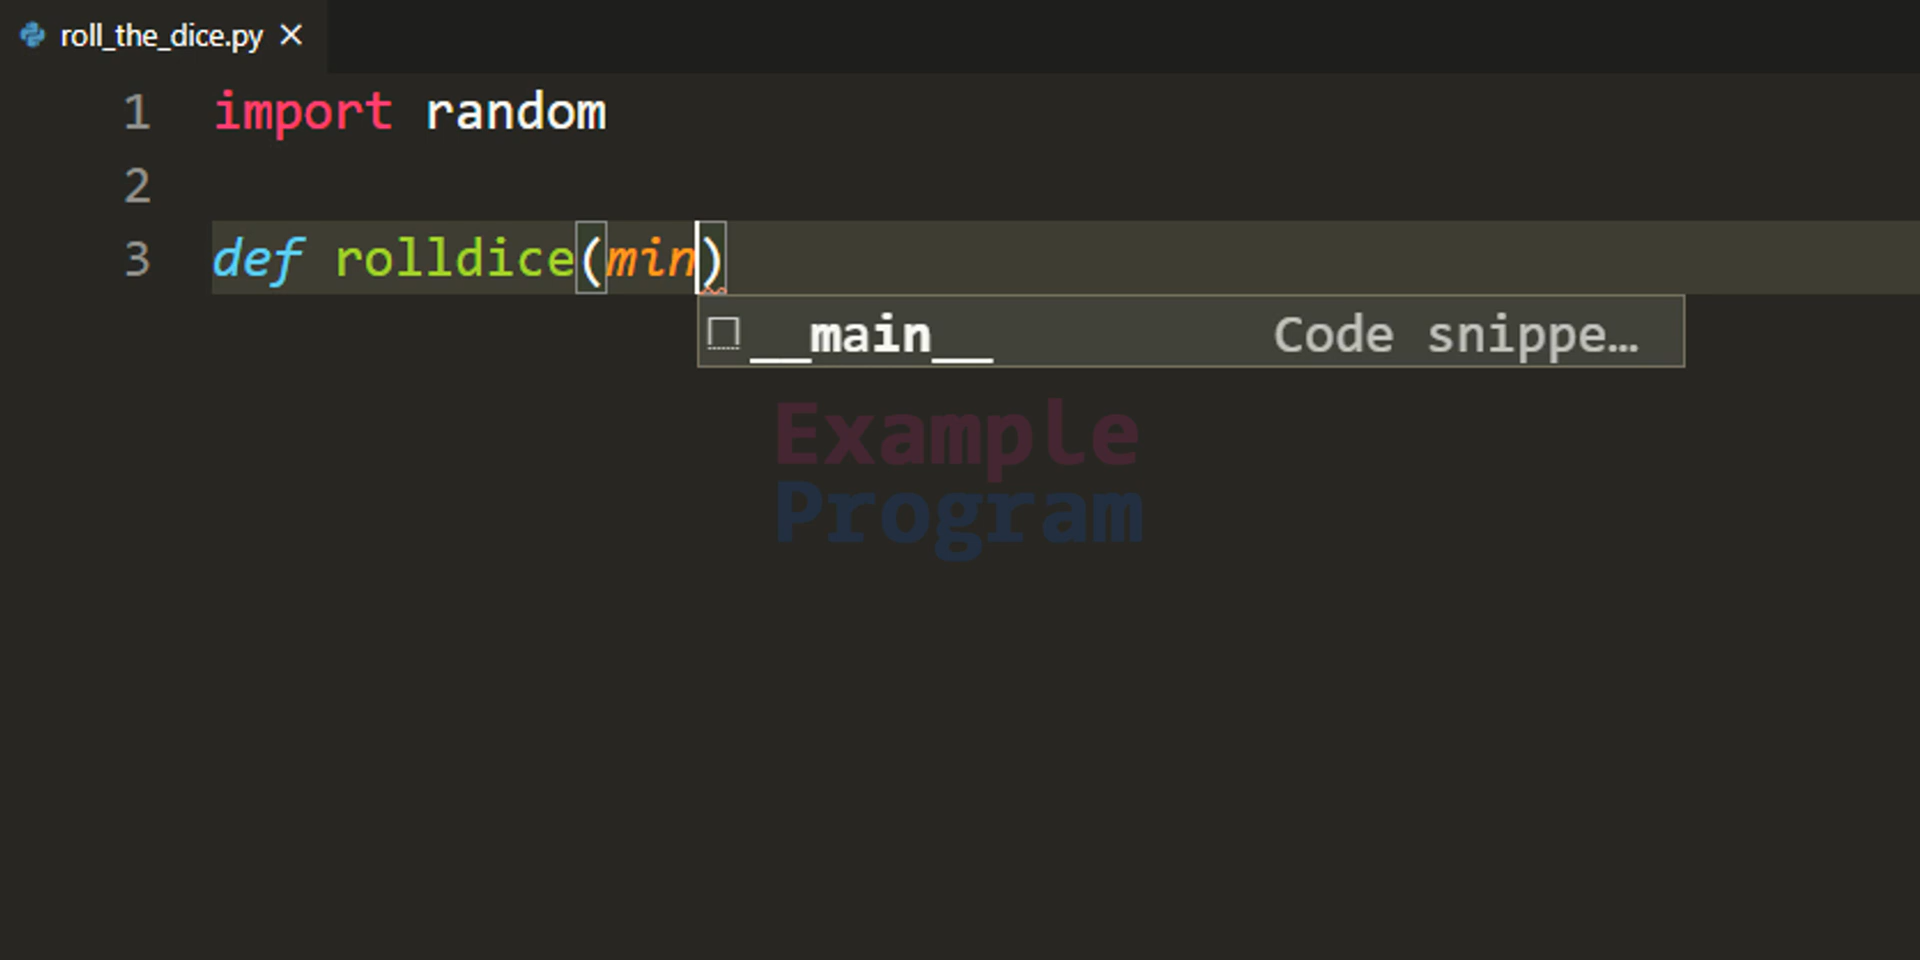 roll_the_dice.py
1 import random
2
3 def rolldice(min)
__main__ Code snippe…
Example
Program